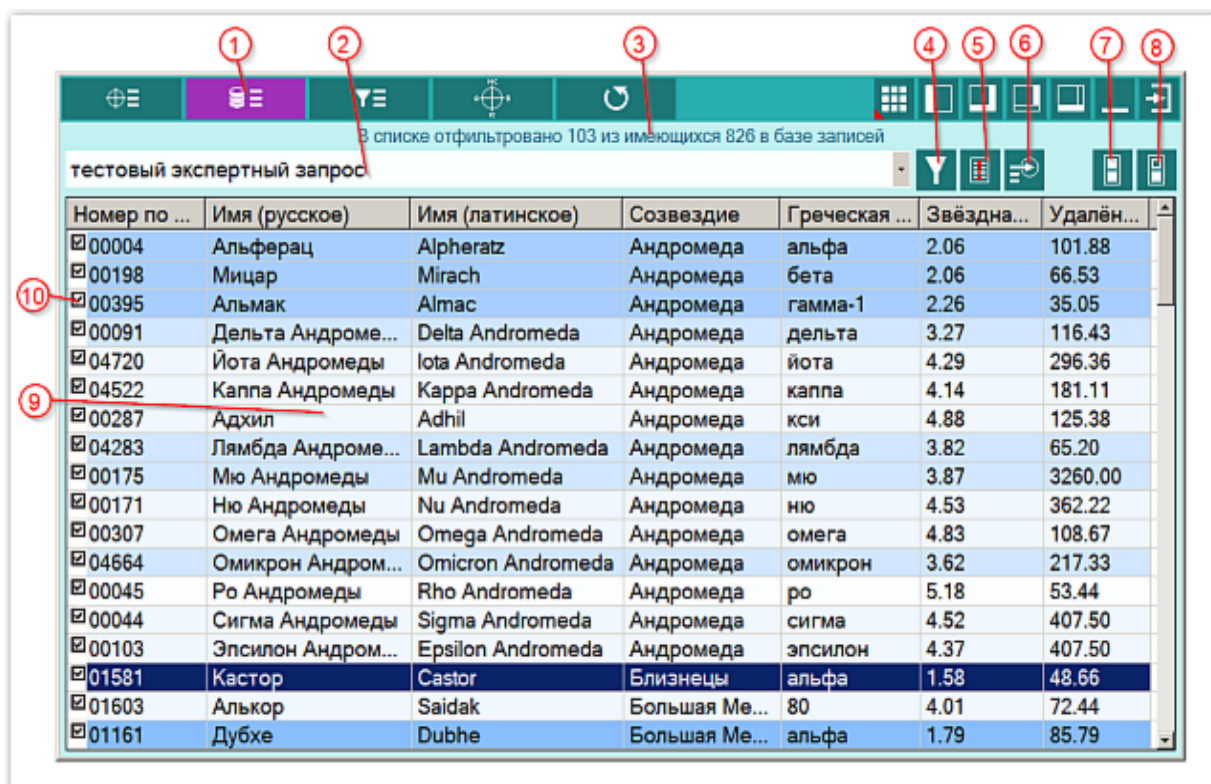 1 2 3 4 5 6 7 8
В списке отфильтровано 103 из имеющихся 826 в базе записей
тестовый экспертный запрос
Номер по ... Имя (русское) Имя (латинское) Созвездие Греческая ... Звёздна... Удалён...
00004 Альферац Alpheratz Андромеда альфа 2.06 101.88
00198 Мицар Mirach Андромеда бета 2.06 66.53
10 00395 Альмак Almac Андромеда гамма-1 2.26 35.05
00091 Дельта Андроме... Delta Andromeda Андромеда дельта 3.27 116.43
04720 Йота Андромеды Iota Andromeda Андромеда йота 4.29 296.36
04522 Каппа Андромеды Kappa Andromeda Андромеда каппа 4.14 181.11
9 00287 Адхил Adhil Андромеда кси 4.88 125.38
04283 Лямбда Андроме... Lambda Andromeda Андромеда лямбда 3.82 65.20
00175 Мю Андромеды Mu Andromeda Андромеда мю 3.87 3260.00
00171 Ню Андромеды Nu Andromeda Андромеда ню 4.53 362.22
00307 Омега Андромеды Omega Andromeda Андромеда омега 4.83 108.67
04664 Омикрон Андром... Omicron Andromeda Андромеда омикрон 3.62 217.33
00045 Ро Андромеды Rho Andromeda Андромеда ро 5.18 53.44
00044 Сигма Андромеды Sigma Andromeda Андромеда сигма 4.52 407.50
00103 Эпсилон Андром... Epsilon Andromeda Андромеда эпсилон 4.37 407.50
01581 Кастор Castor Близнецы альфа 1.58 48.66
01603 Алькор Saidak Большая Ме... 80 4.01 72.44
01161 Дубхе Dubhe Большая Ме... альфа 1.79 85.79